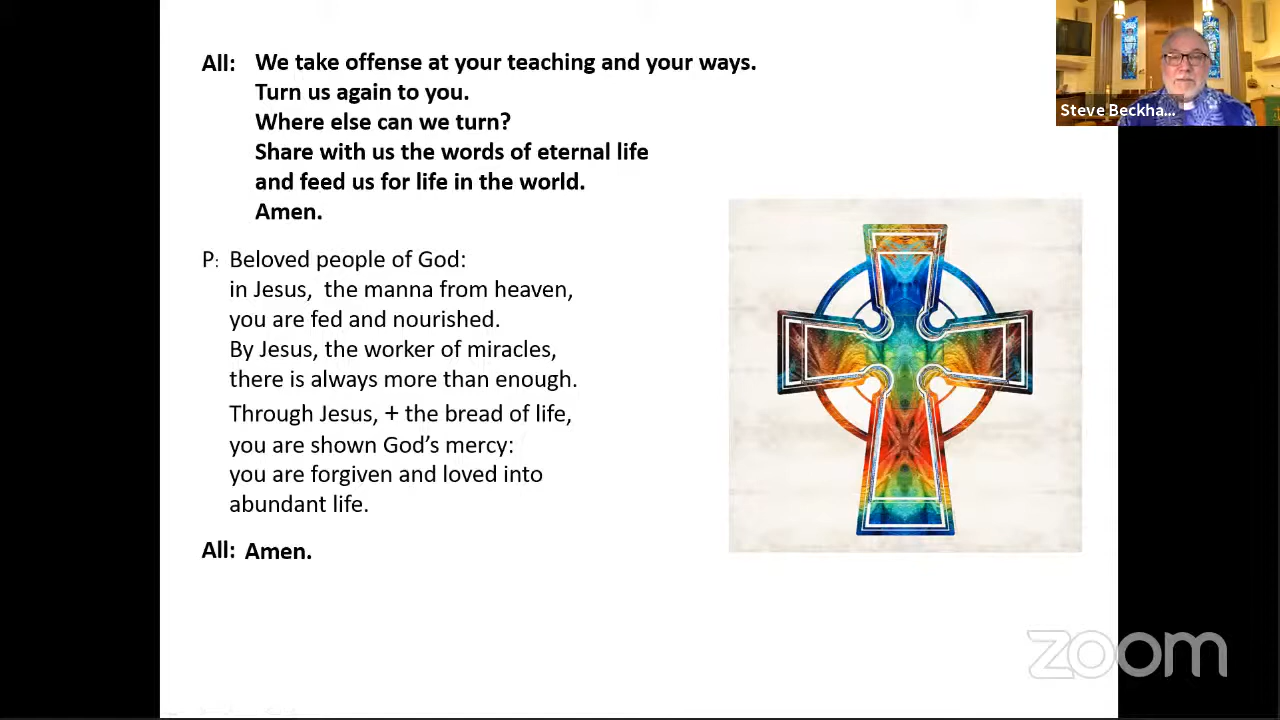 All: We take offense at your teaching and your ways.
Turn us again to you.
Where else can we turn?
Share with us the words of eternal life
and feed us for life in the world.
Amen.
P: Beloved people of God:
in Jesus, the manna from heaven,
you are fed and nourished.
By Jesus, the worker of miracles,
there is always more than enough.
Through Jesus, + the bread of life,
you are shown God’s mercy:
you are forgiven and loved into
abundant life.
All: Amen.
Steve Beckha...
zoom